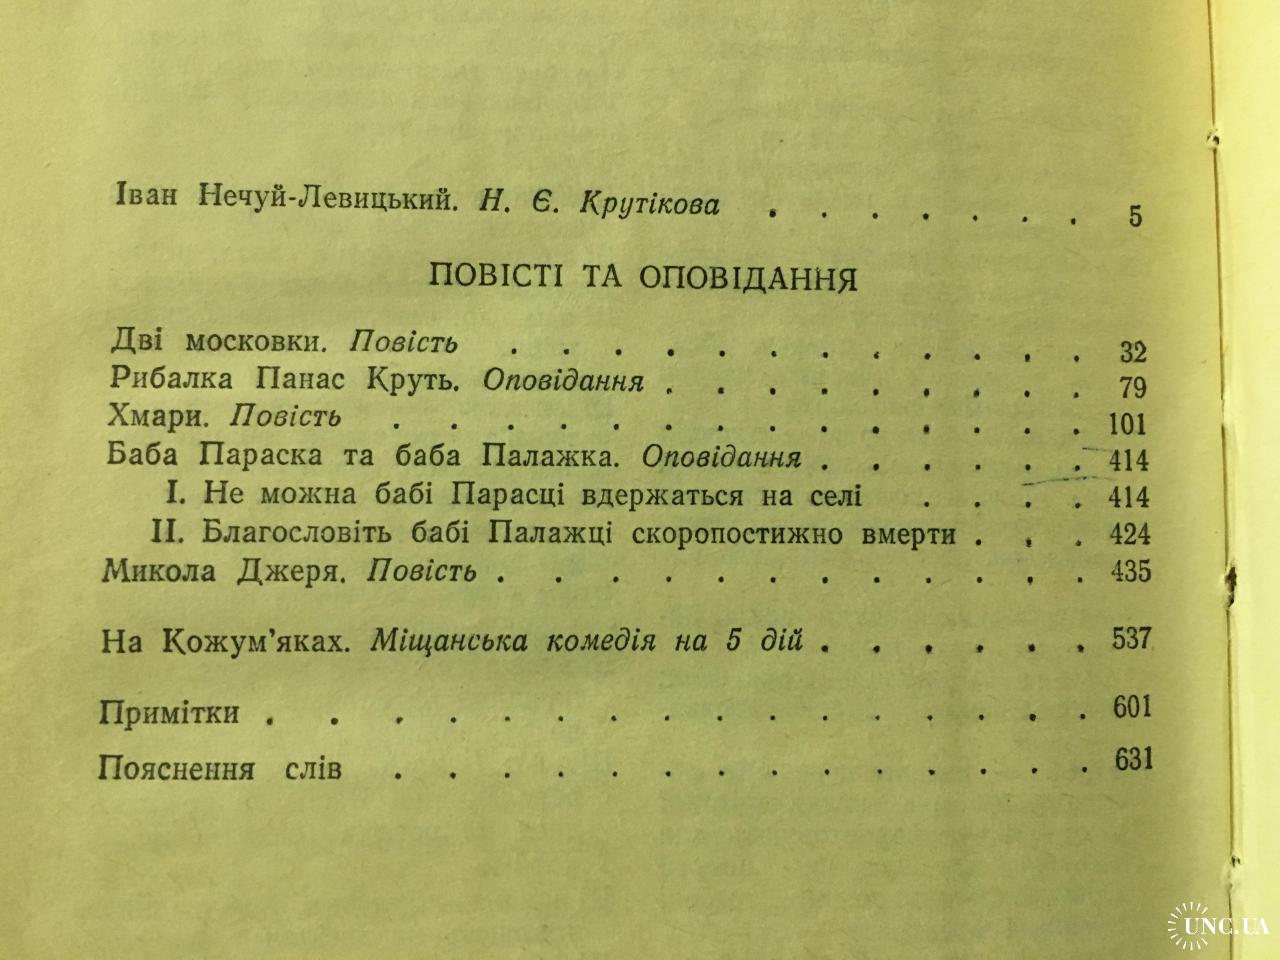 Іван Нечуй-Левицький. Н. Є. Крутікова . . . . . . . 5
ПОВІСТІ ТА ОПОВІДАННЯ
Дві московки. Повість . . . . . . . . . . . . 32
Рибалка Панас Круть. Оповідання . . . . . . . . . 79
Хмари. Повість . . . . . . . . . . . . . . 101
Баба Параска та баба Палажка. Оповідання . . . . . . 414
І. Не можна бабі Парасці вдержаться на селі . . . . 414
ІІ. Благословіть бабі Палажці скоропостижно вмерти . . . 424
Микола Джеря. Повість . . . . . . . . . . . . 435
На Кожум’яках. Міщанська комедія на 5 дій . . . . . . 537
Примітки . . . . . . . . . . . . . . . . 601
Пояснення слів . . . . . . . . . . . . . . 631
UNC.UA